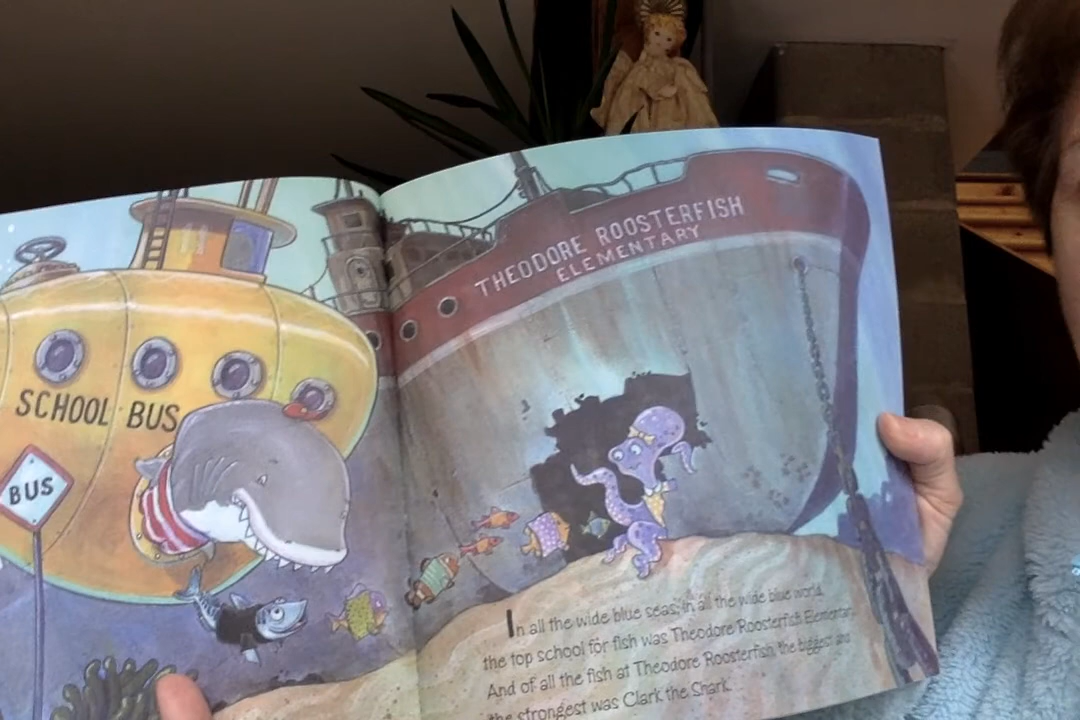 SCHOOL BUS
BUS
THEODORE ROOSTERFISH
ELEMENTARY
In all the wide blue seas, in all the wide blue world,
the top school for fish was Theodore Roosterfish Elementary.
And of all the fish at Theodore Roosterfish, the biggest and
the strongest was Clark the Shark.